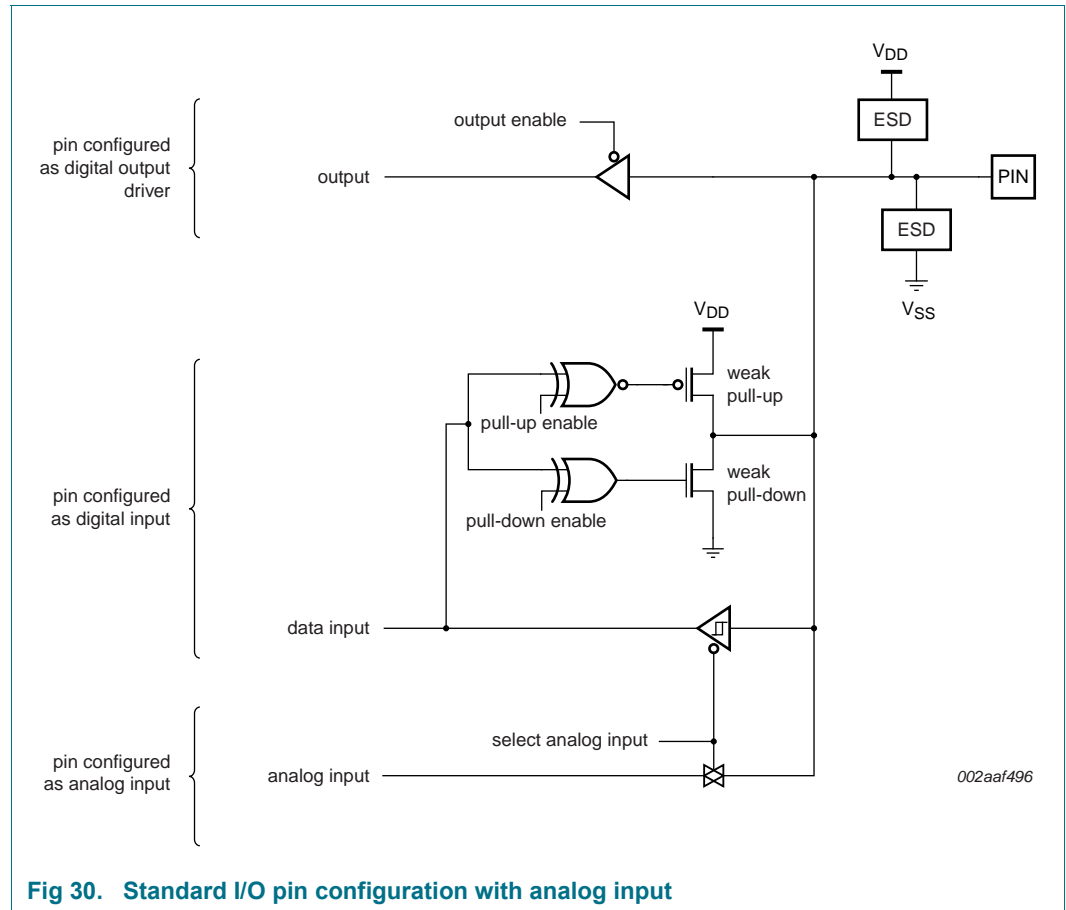 VDD
ESD
output enable
pin configured
as digital output
driver
output
PIN
ESD
VSS
VDD
weak
pull-up
pull-up enable
weak
pull-down
pull-down enable
pin configured
as digital input
data input
select analog input
pin configured
as analog input
analog input
002aaf496
Fig 30. Standard I/O pin configuration with analog input